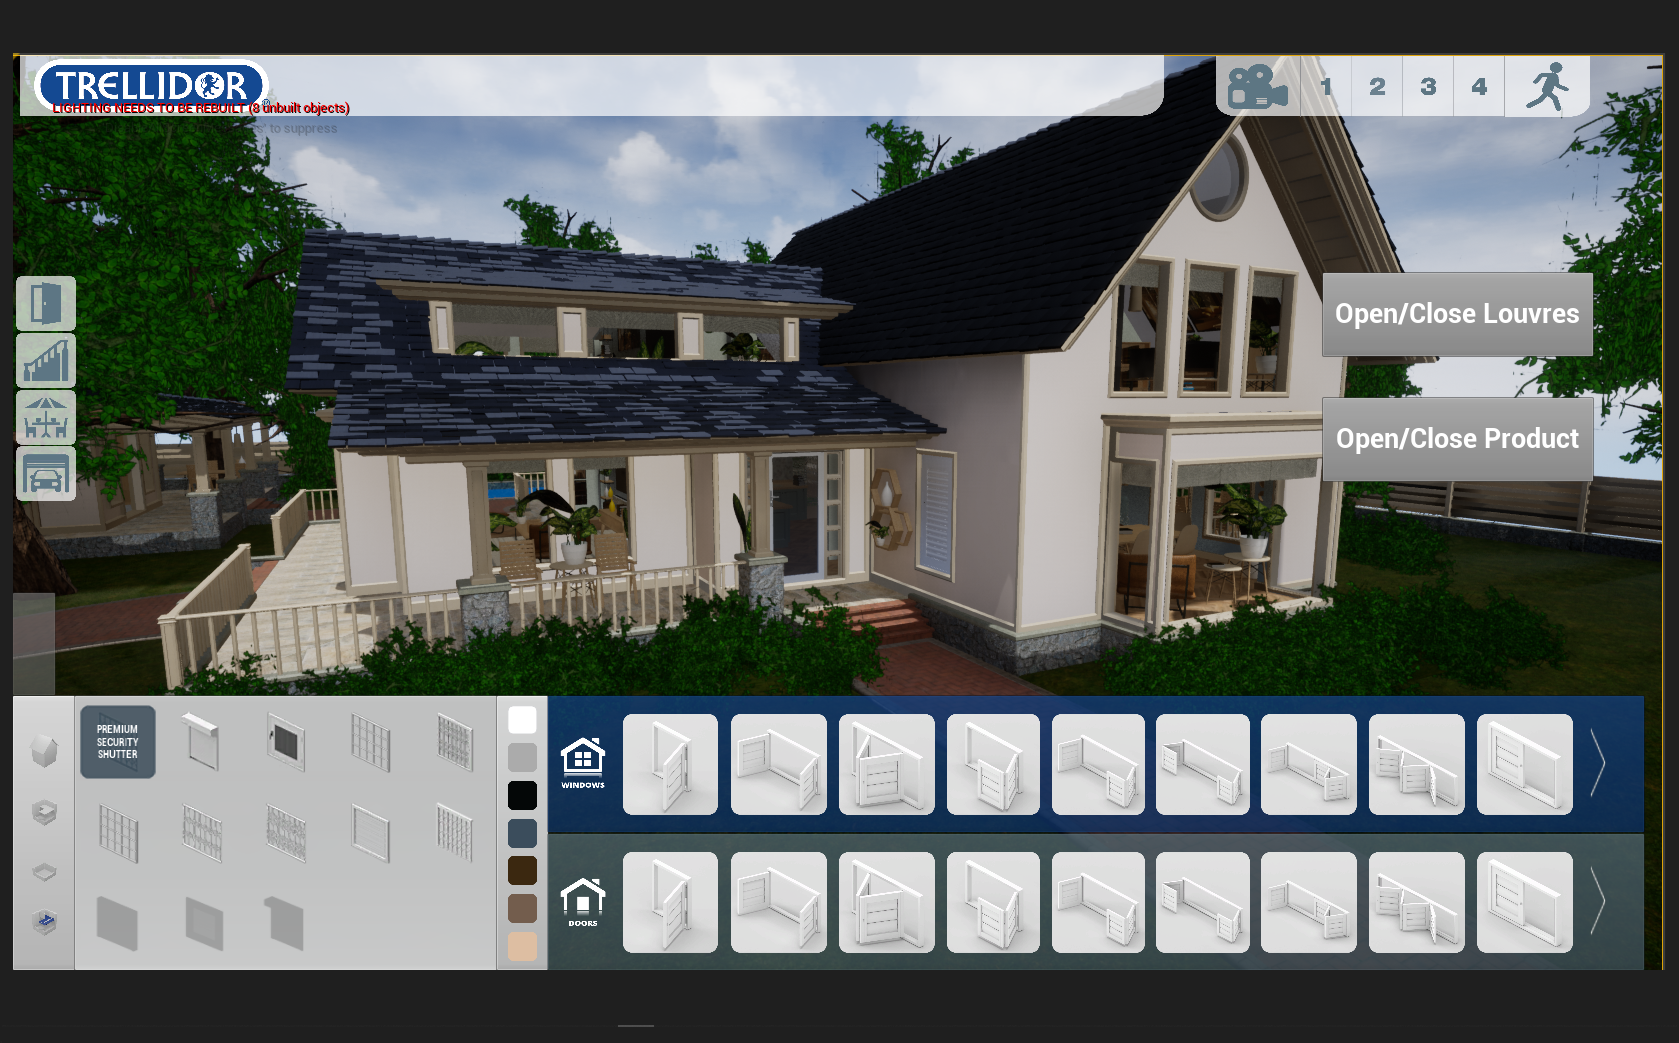 TRELLIDOR
LIGHTING NEEDS TO BE REBUILT (8 unbuilt objects)
' to suppress
1
2
3
4
Open/Close Louvres
Open/Close Product
PREMIUM
SECURITY
SHUTTER
WINDOWS
DOORS